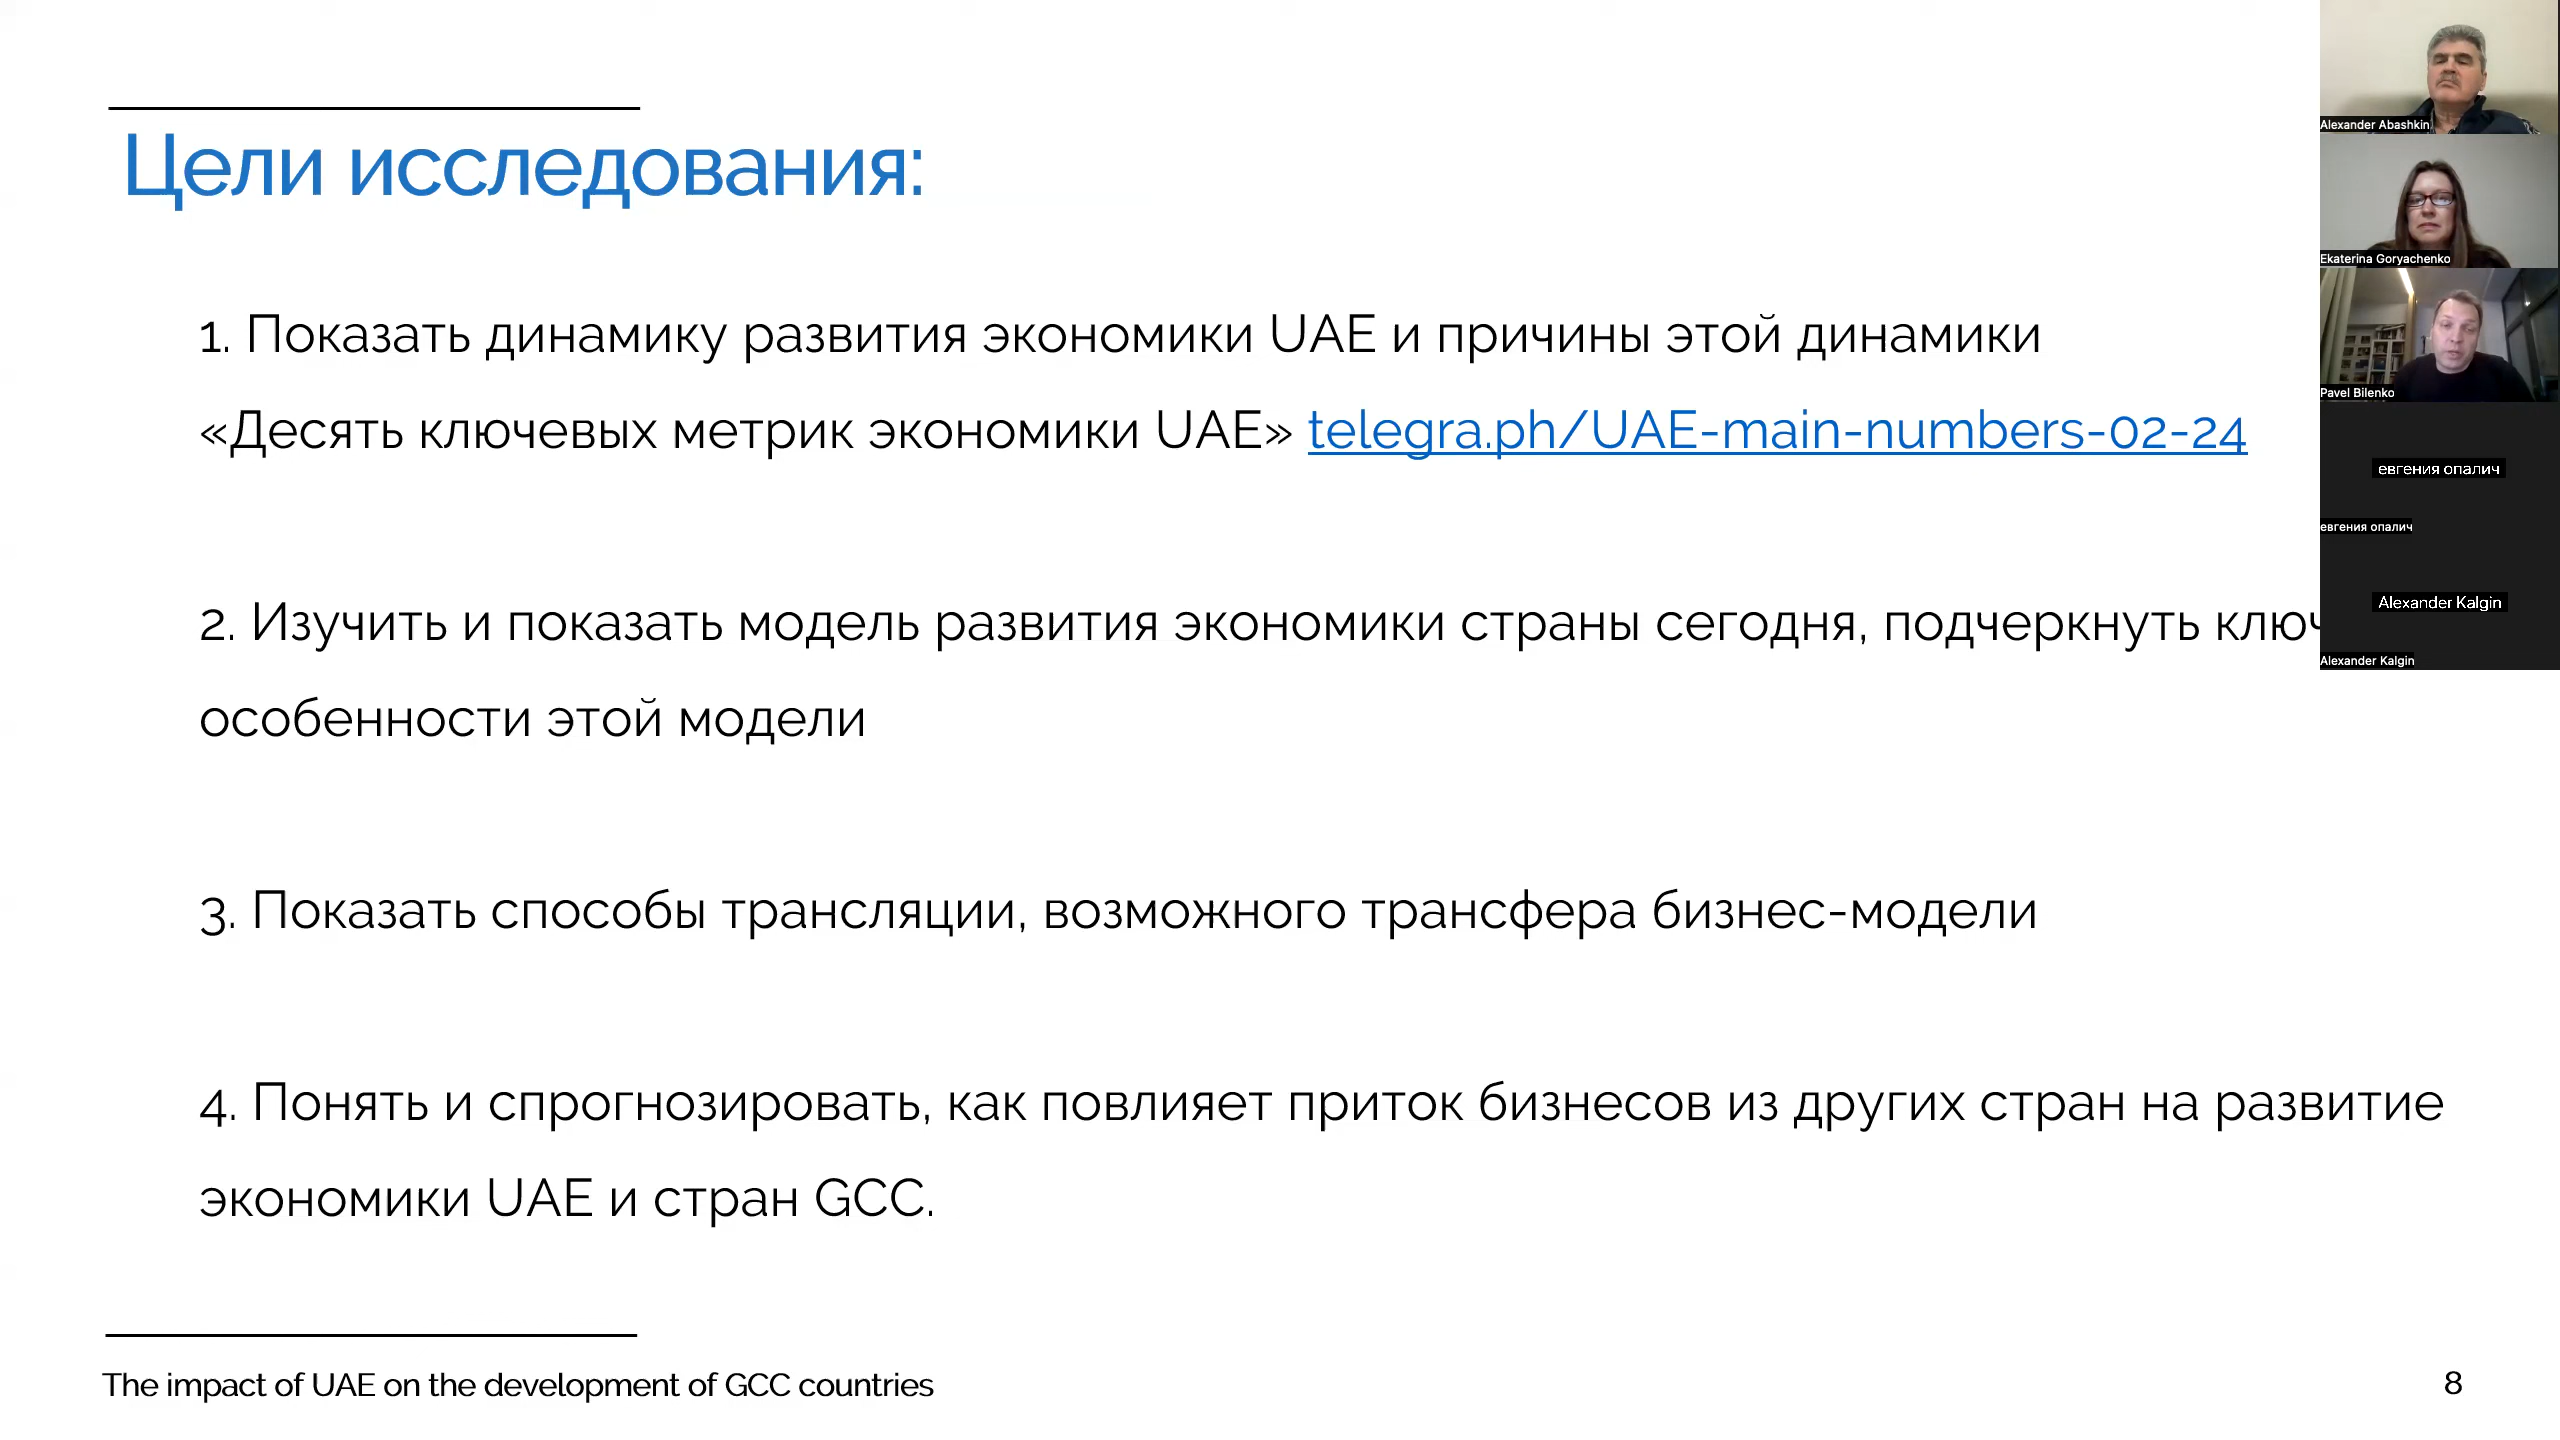 Цели исследования:
1. Показать динамику развития экономики UAE и причины этой динамики
«Десять ключевых метрик экономики UAE» telegra.ph/UAE-main-numbers-02-24
2. Изучить и показать модель развития экономики страны сегодня, подчеркнуть
особенности этой модели
3. Показать способы трансляции, возможного трансфера бизнес-модели
4. Понять и спрогнозировать, как повлияет приток бизнесов из других стран на развитие
экономики UAE и стран GCC.
The impact of UAE on the development of GCC countries
8
Alexander Abashkin
Ekaterina Goryachenko
Pavel Bilenko
евгения опалич
евгения опалич
Alexander Kalgin
Alexander Kalgin